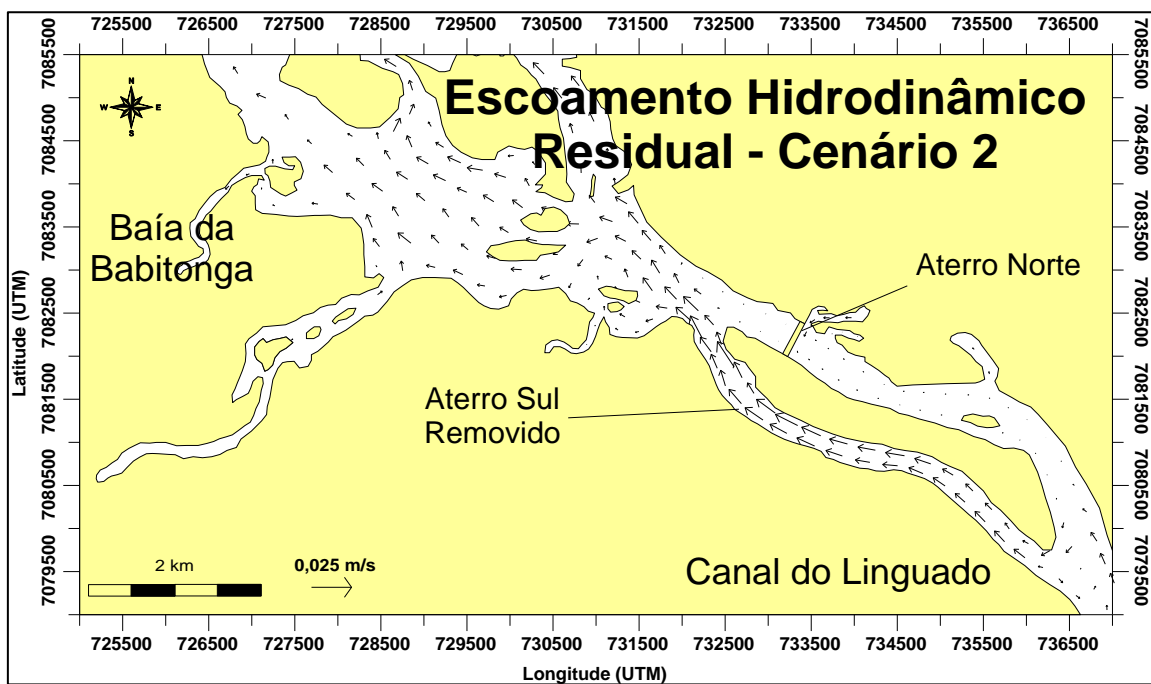 725500 726500 727500 728500 729500 730500 731500 732500 733500 734500 735500 736500
7085500
7084500
7083500
7082500
7081500
7080500
7079500
Latitude (UTM)
N
W E
S
Escoamento Hidrodinâmico
Residual - Cenário 2
Baía da
Babitonga
Aterro Norte
Aterro Sul
Removido
Canal do Linguado
2 km
0,025 m/s
7085500
7084500
7083500
7082500
7081500
7080500
7079500
725500 726500 727500 728500 729500 730500 731500 732500 733500 734500 735500 736500
Longitude (UTM)